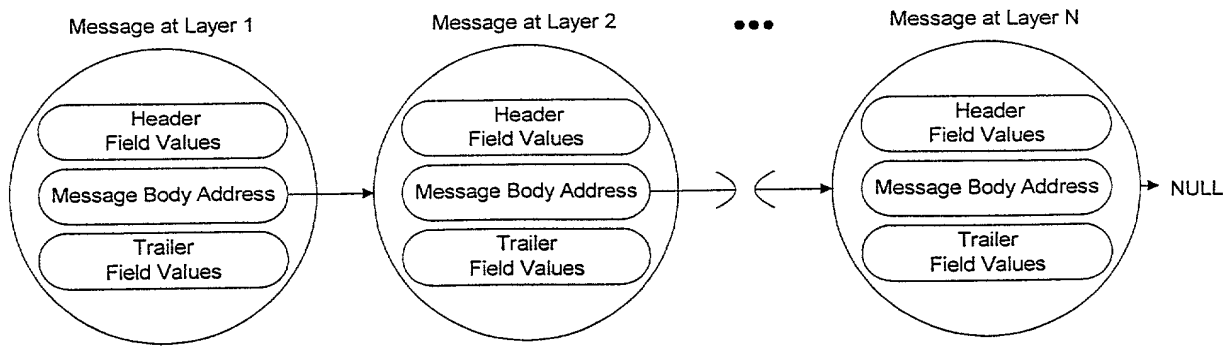 Message at Layer 1
Header
Field Values
Message Body Address
Trailer
Field Values
Message at Layer 2
Header
Field Values
Message Body Address
Trailer
Field Values
•••
Message at Layer N
Header
Field Values
Message Body Address
Trailer
Field Values
NULL